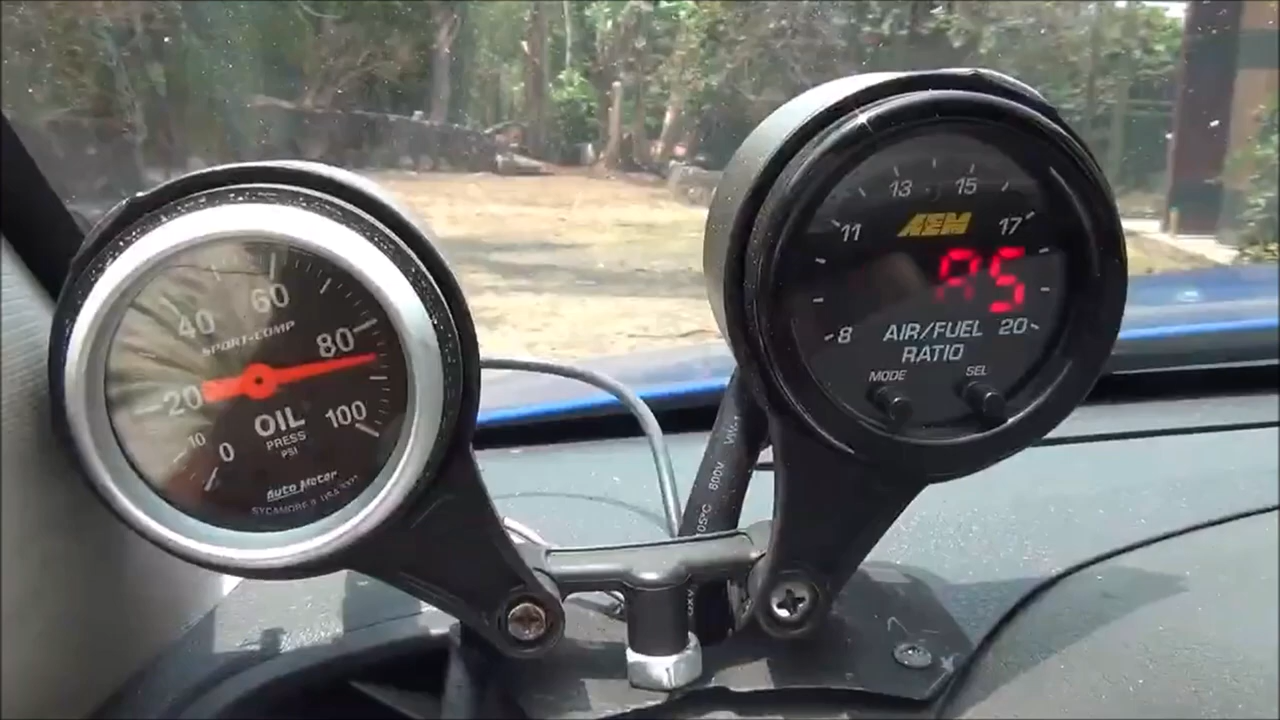 40 60 80
SPORT-COMP
20 100
10 0
OIL
PRESS
PSI
Auto Meter
13 15
11 17
AEM
8 20
AIR/FUEL
RATIO
MODE SEL
800V